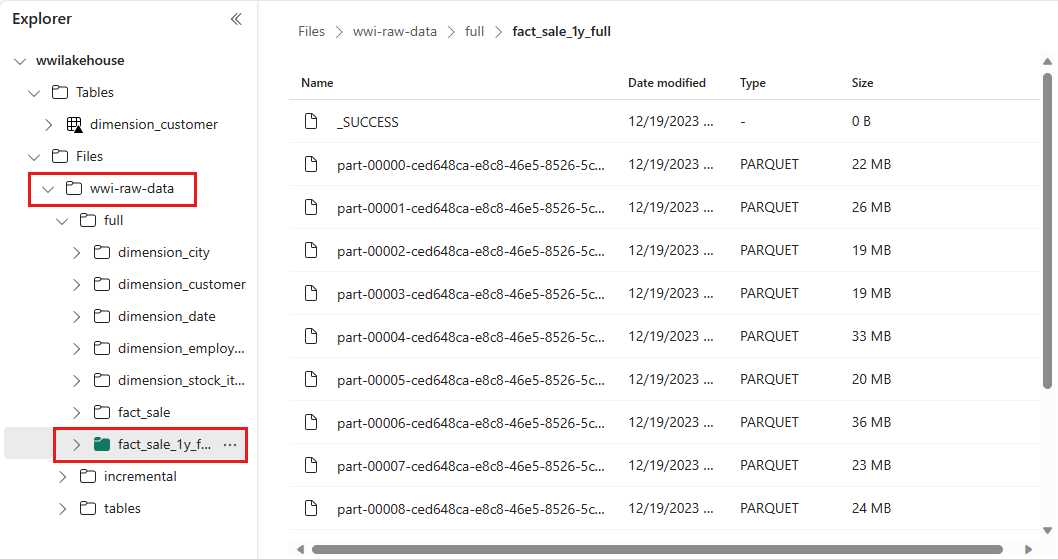 Explorer
wwilakehouse
Tables
dimension_customer
Files
wwi-raw-data
full
dimension_city
dimension_customer
dimension_date
dimension_employ...
dimension_stock_it...
fact_sale
fact_sale_1y_f... ...
incremental
tables
Files > wwi-raw-data > full > fact_sale_1y_full
Name Date modified Type Size
_SUCCESS 12/19/2023 ... - 0 B
part-00000-ced648ca-e8c8-46e5-8526-5c... 12/19/2023 ... PARQUET 22 MB
part-00001-ced648ca-e8c8-46e5-8526-5c... 12/19/2023 ... PARQUET 26 MB
part-00002-ced648ca-e8c8-46e5-8526-5c... 12/19/2023 ... PARQUET 19 MB
part-00003-ced648ca-e8c8-46e5-8526-5c... 12/19/2023 ... PARQUET 19 MB
part-00004-ced648ca-e8c8-46e5-8526-5c... 12/19/2023 ... PARQUET 33 MB
part-00005-ced648ca-e8c8-46e5-8526-5c... 12/19/2023 ... PARQUET 20 MB
part-00006-ced648ca-e8c8-46e5-8526-5c... 12/19/2023 ... PARQUET 36 MB
part-00007-ced648ca-e8c8-46e5-8526-5c... 12/19/2023 ... PARQUET 23 MB
part-00008-ced648ca-e8c8-46e5-8526-5c... 12/19/2023 ... PARQUET 24 MB